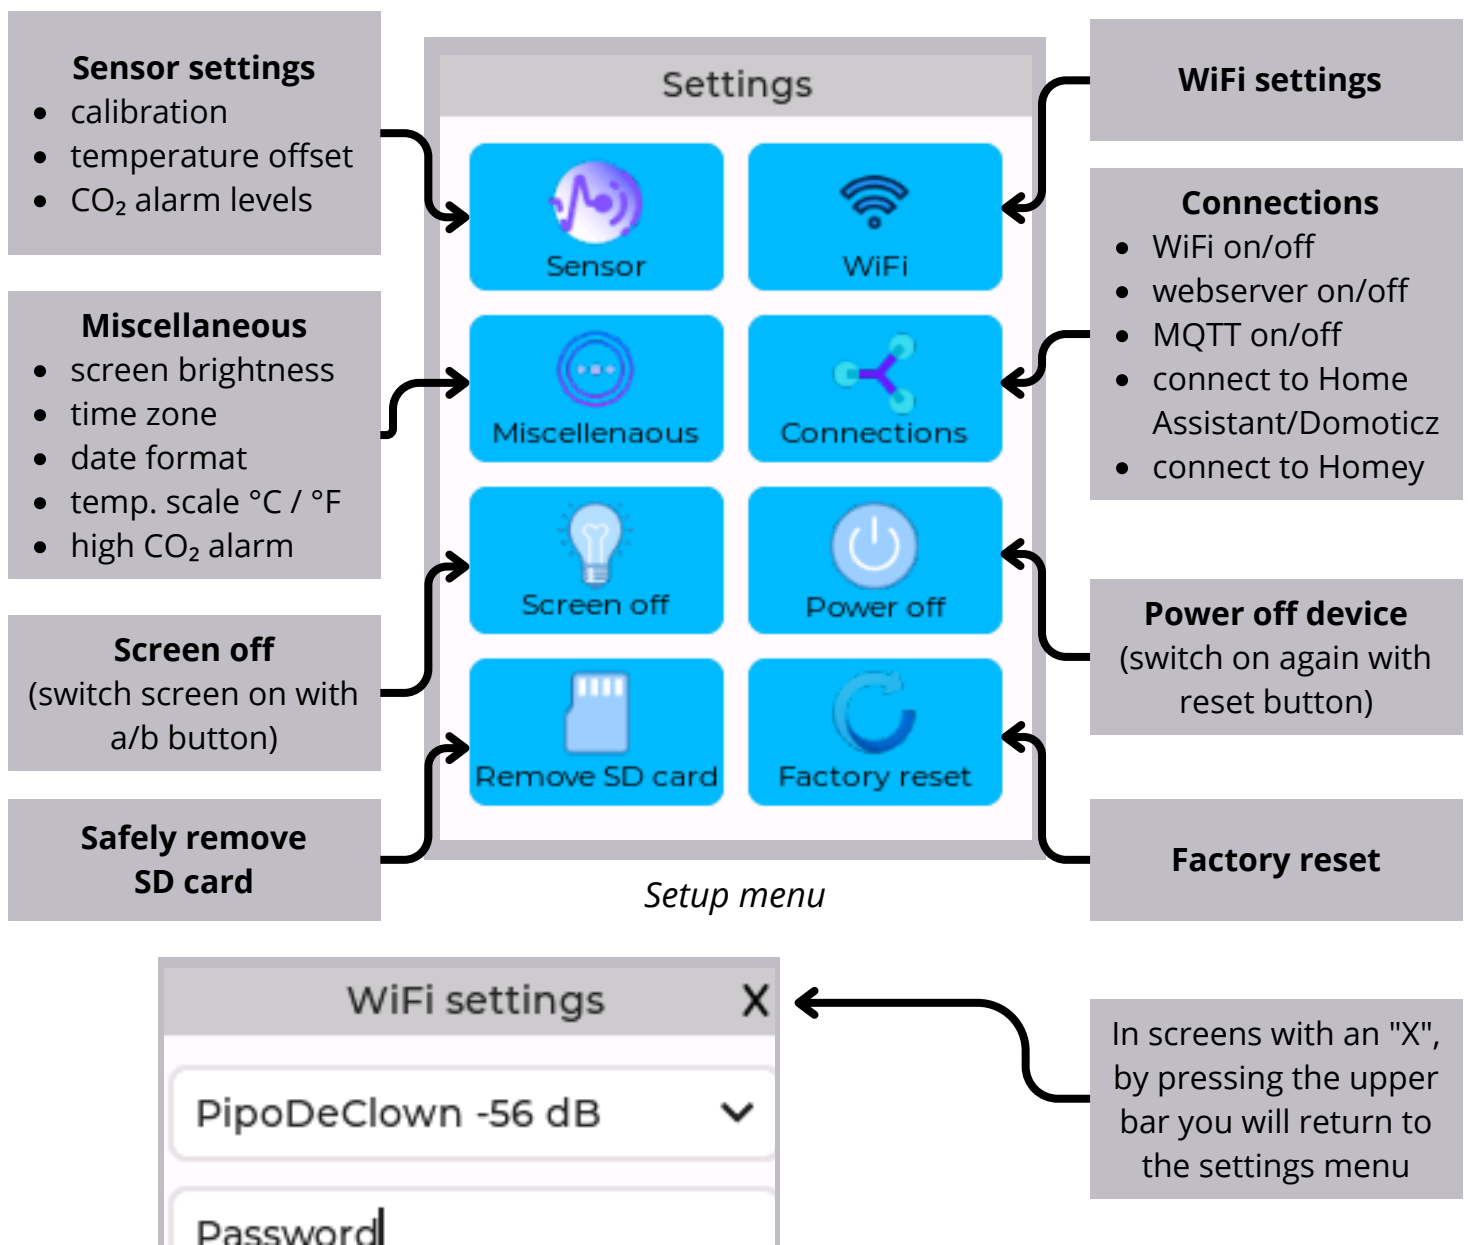 Sensor settings
• calibration
• temperature offset
• CO₂ alarm levels
Miscellaneous
• screen brightness
• time zone
• date format
• temp. scale °C / °F
• high CO₂ alarm
Screen off
(switch screen on with
a/b button)
Safely remove
SD card
Settings
Sensor
WiFi
Miscellenaous
Connections
Screen off
Power off
Remove SD card
Factory reset
Setup menu
WiFi settings
Connections
• WiFi on/off
• webserver on/off
• MQTT on/off
• connect to Home
Assistant/Domoticz
• connect to Homey
Power off device
(switch on again with
reset button)
Factory reset
WiFi settings X
PipoDeClown -56 dB
Password
In screens with an "X",
by pressing the upper
bar you will return to
the settings menu